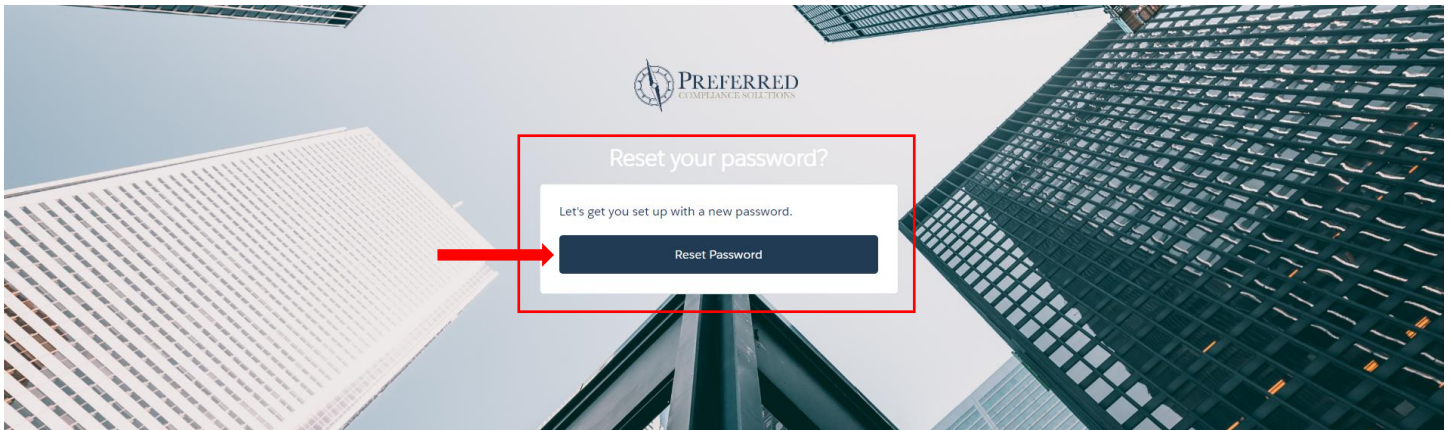 PREFERRED
COMPLIANCE SOLUTIONS
Reset your password?
Let's get you set up with a new password.
Reset Password